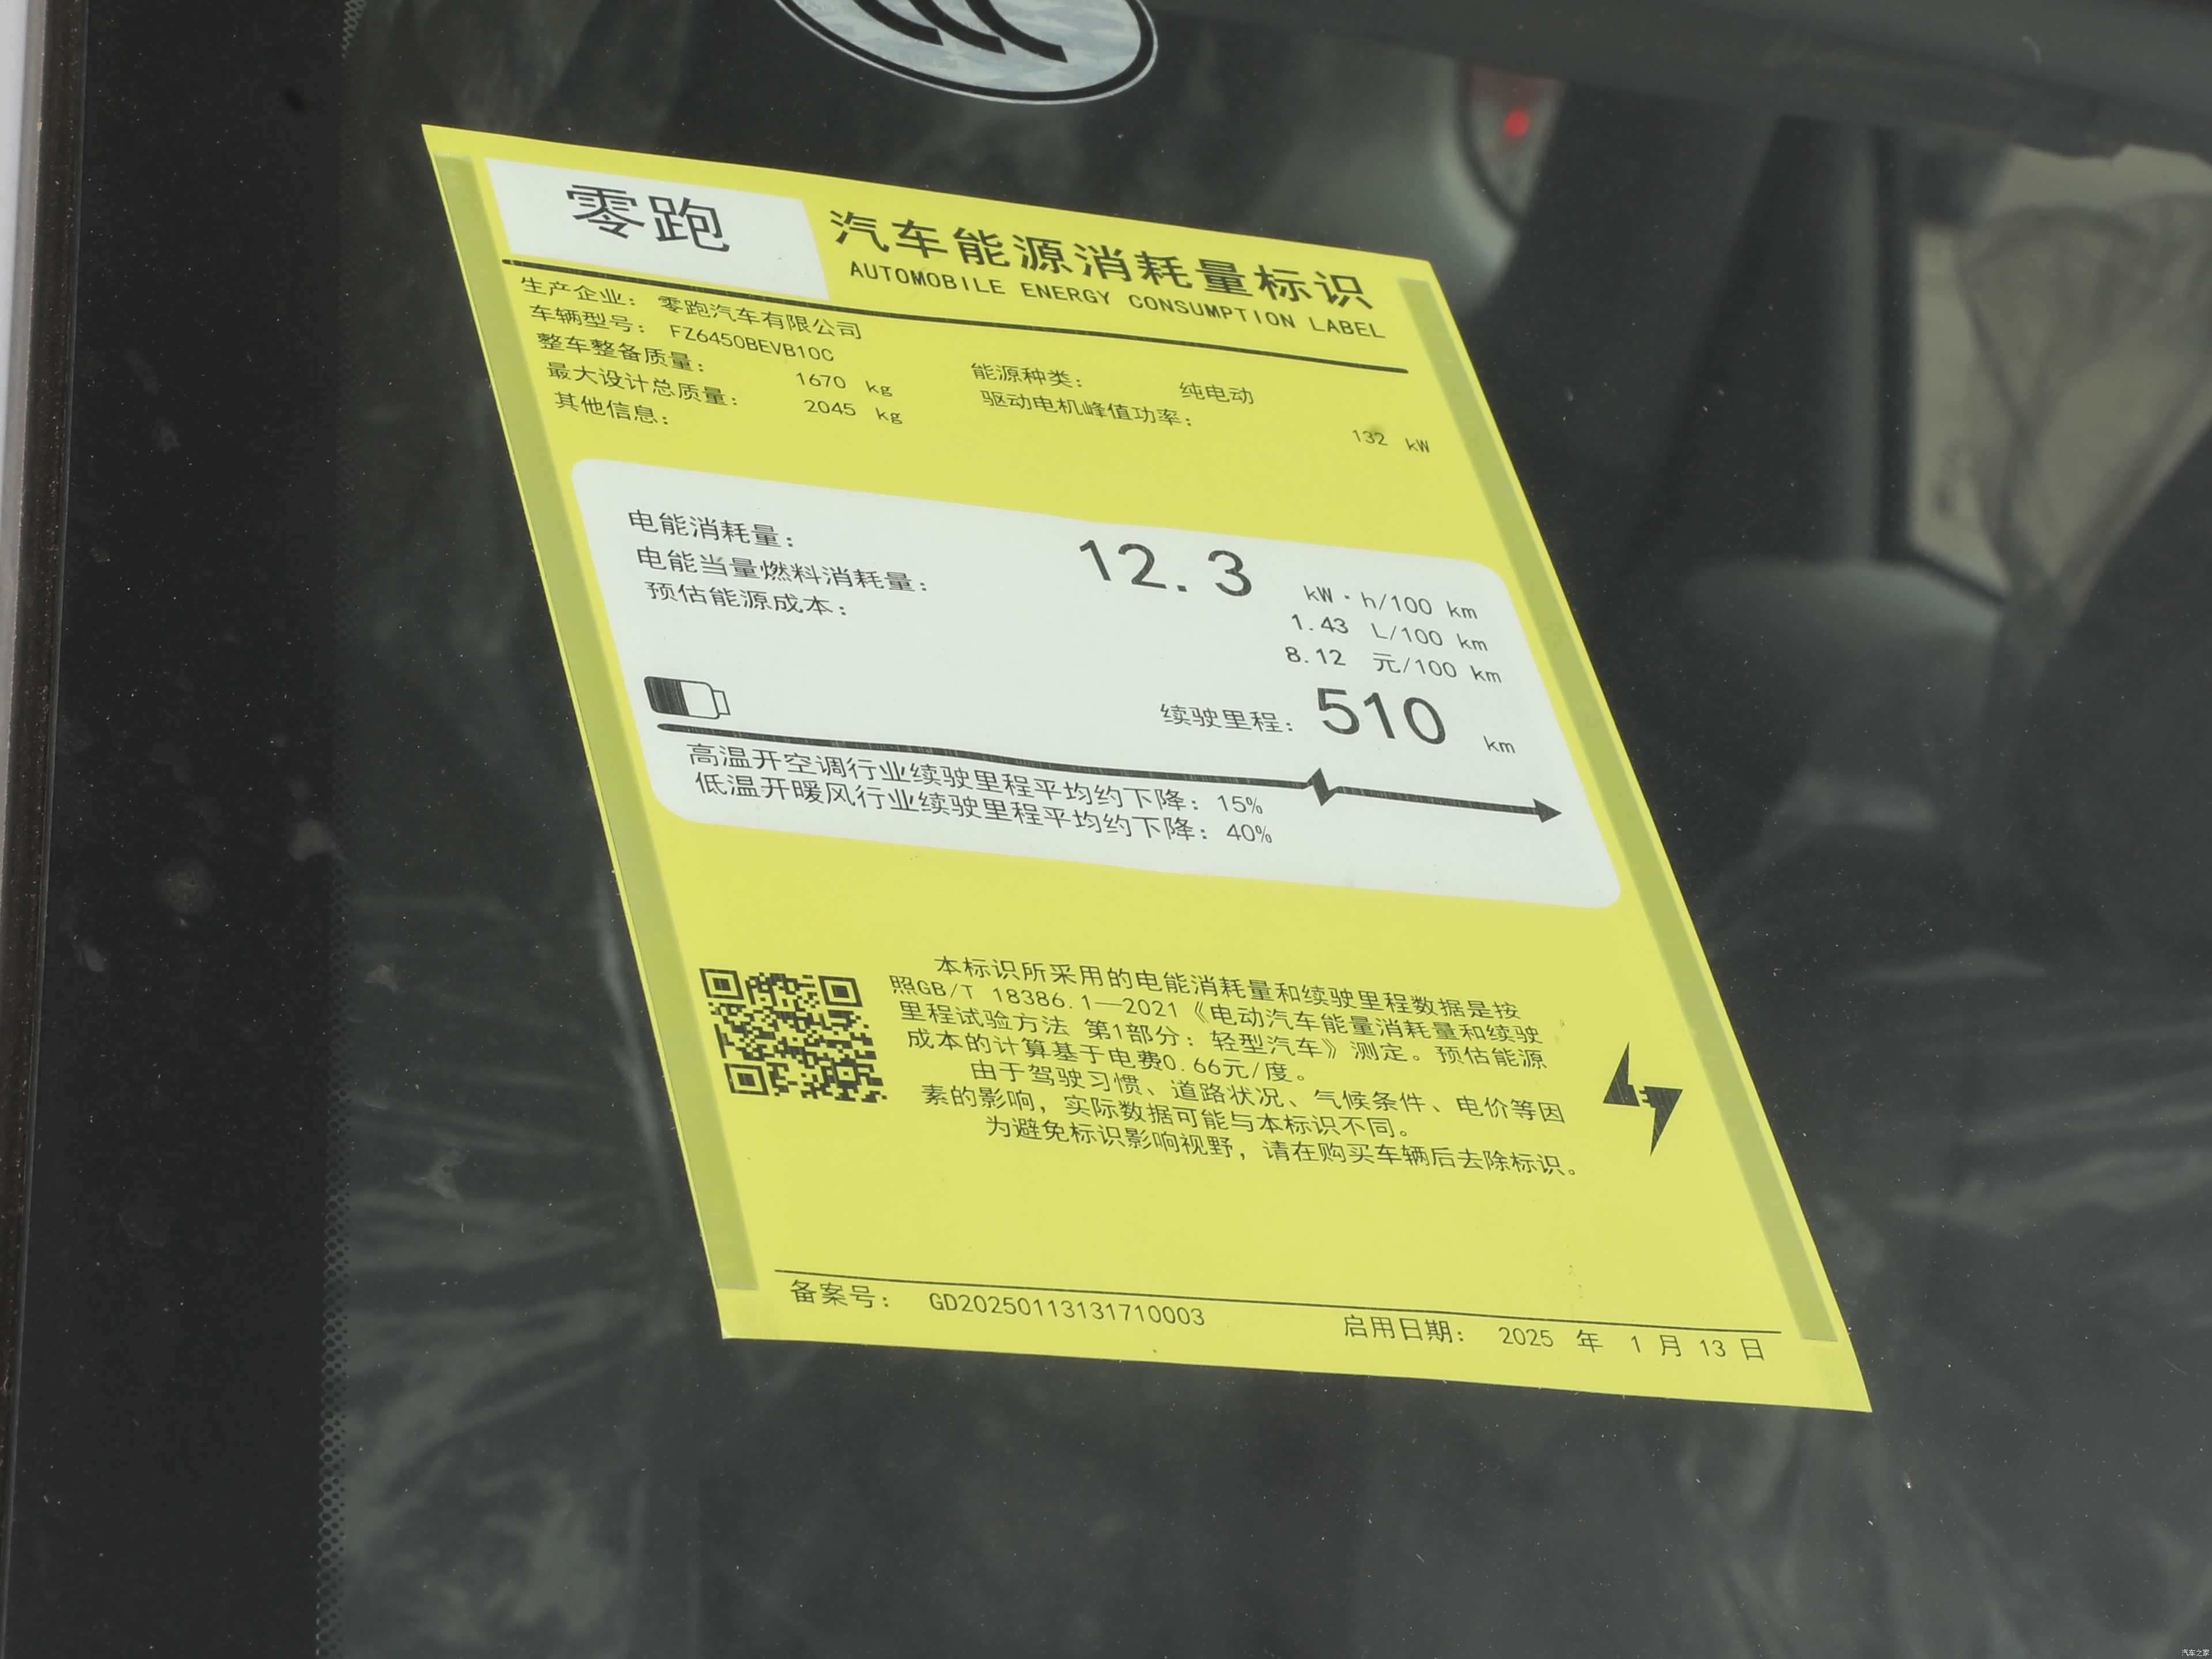 零跑
汽车能源消耗量标识
AUTOMOBILE ENERGY CONSUMPTION LABEL
生产企业： 零跑汽车有限公司
车辆型号： FZ6450BEVB10C
整车整备质量： 1670 kg 能源种类： 纯电动
最大设计总质量： 2045 kg 驱动电机峰值功率： 132 kW
其他信息：
电能消耗量： 12.3 kW·h/100 km
电能当量燃料消耗量： 1.43 L/100 km
预估能源成本： 8.12 元/100 km
续驶里程： 510 km
高温开空调行业续驶里程平均约下降： 15%
低温开暖风行业续驶里程平均约下降： 40%
本标识所采用的电能消耗量和续驶里程数据是按
照GB/T 18386.1—2021《电动汽车能量消耗量和续驶
里程试验方法 第1部分：轻型汽车》测定。预估能源
成本的计算基于电费0.66元/度。
由于驾驶习惯、道路状况、气候条件、电价等因
素的影响，实际数据可能与本标识不同。
为避免标识影响视野，请在购买车辆后去除标识。
备案号： GD20250113131710003 启用日期： 2025 年 1 月 13 日
汽车之家